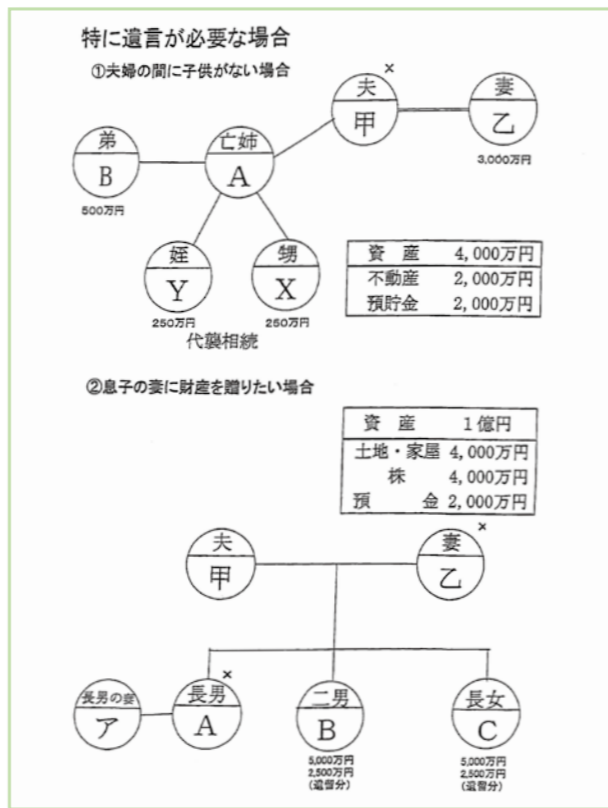 特に遺言が必要な場合
①夫婦の間に子供がない場合
×
夫
甲
妻
乙
3,000万円
弟
B
500万円
亡姉
A
姪
Y
250万円
甥
X
250万円
代襲相続
資 産 4,000万円
不動産 2,000万円
預貯金 2,000万円
②息子の妻に財産を贈りたい場合
資 産 1億円
土地・家屋 4,000万円
株 4,000万円
預 金 2,000万円
夫
甲
×
妻
乙
長男の妻
ア
×
長男
A
二男
B
5,000万円
2,500万円
(遺留分)
長女
C
5,000万円
2,500万円
(遺留分)